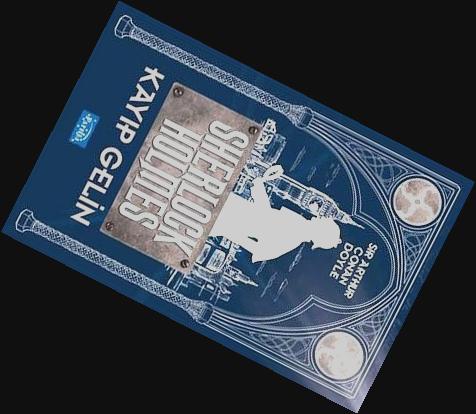 SIR ARTHUR
CONAN
DOYLE
SHERLOCK
HOLMES
KAYIP GELİN